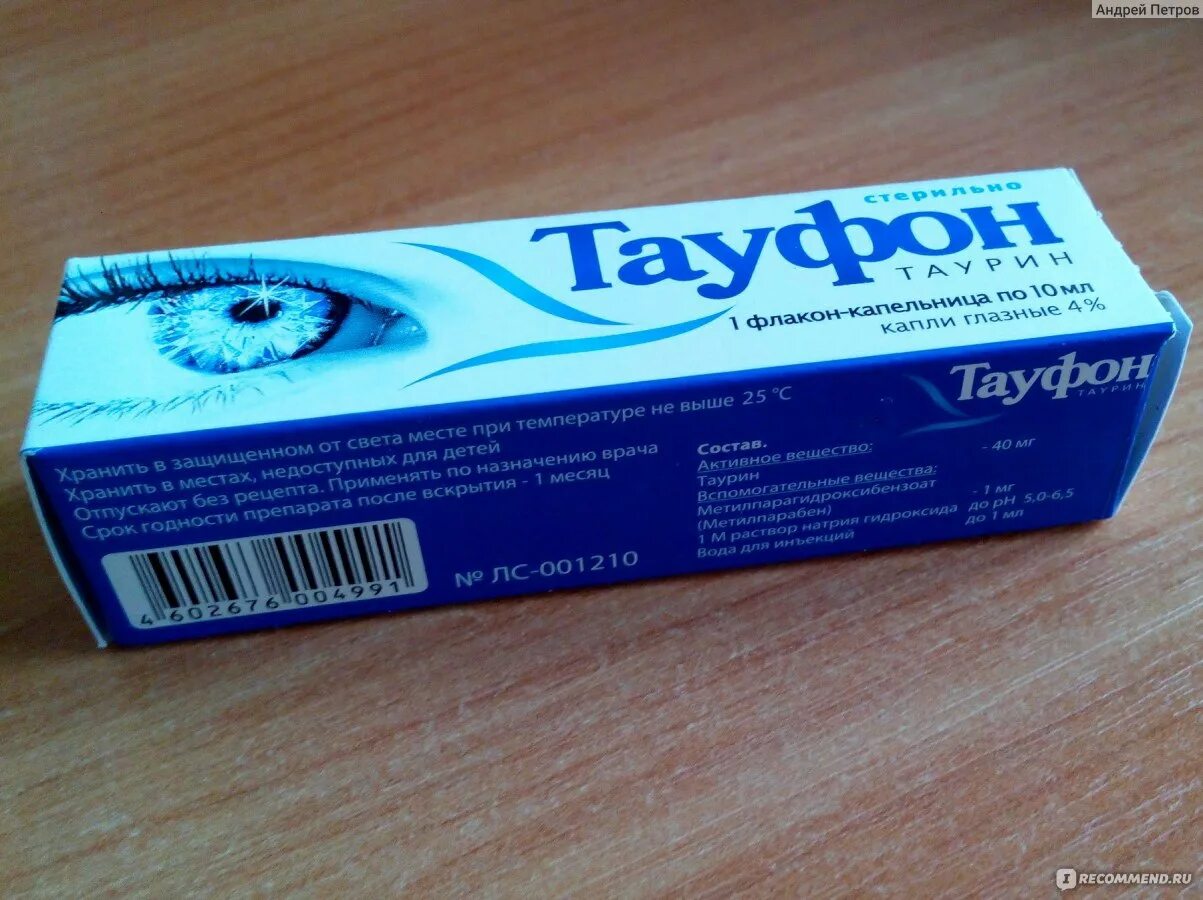 Андрей Петров
стерильно
Тауфон
ТАУРИН
1 флакон-капельница по 10 мл
капли глазные 4%
Тауфон
ТАУРИН
Хранить в защищенном от света месте при температуре не выше 25 °С
Хранить в местах, недоступных для детей
Отпускают без рецепта. Применять по назначению врача
Срок годности препарата после вскрытия - 1 месяц
4 602676 004991
№ ЛС-001210
Состав.
Активное вещество:
Таурин - 40 мг
Вспомогательные вещества:
Метилпарагидроксибензоат
(Метилпарабен) - 1 мг
1 М раствор натрия гидроксида до pH 5,0-6,5
Вода для инъекций до 1 мл
IRECOMMEND.RU